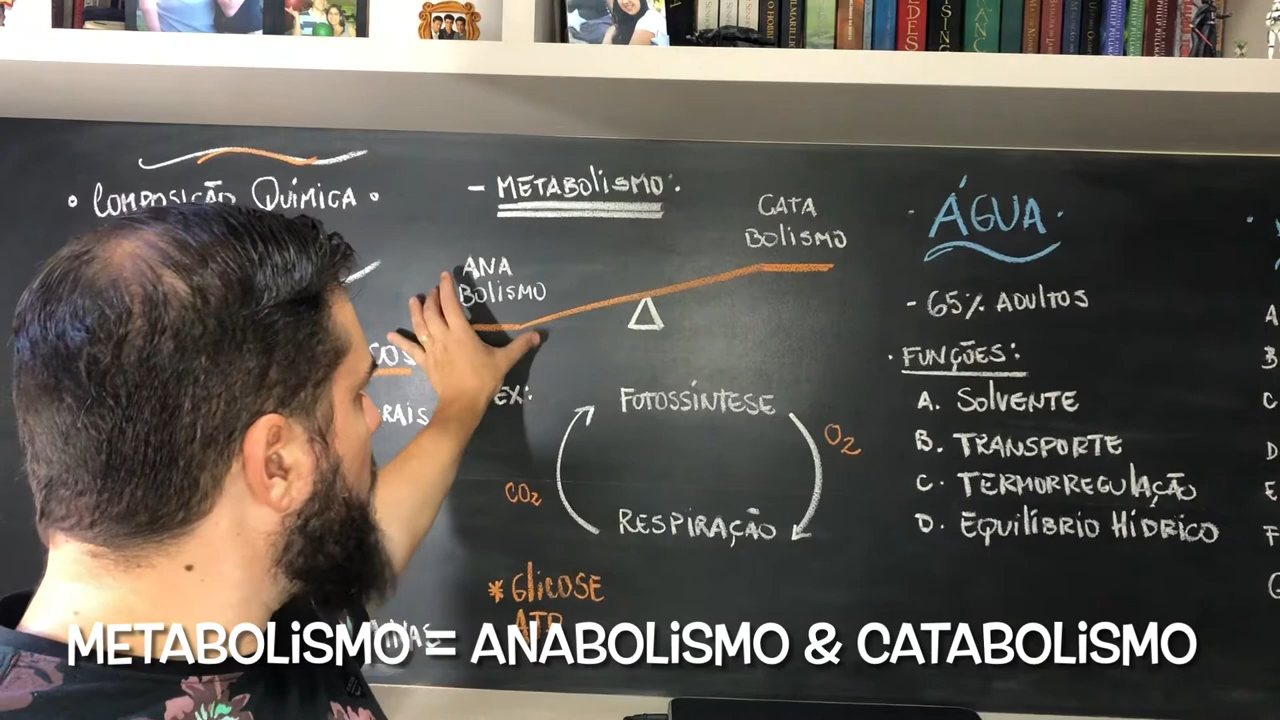 • COMPOSIÇÃO QUÍMICA •
- METABOLISMO:
ANA
BOLISMO
CATA
BOLISMO
EX:
FOTOSSÍNTESE
O2
CO2
RESPIRAÇÃO
* GLICOSE
ATP
· ÁGUA ·
- 65% ADULTOS
· FUNÇÕES:
A. SOLVENTE
B. TRANSPORTE
C. TERMORREGULAÇÃO
D. EQUILÍBRIO HÍDRICO
A
B
C
D
E
F
G
METABOLISMO = ANABOLISMO & CATABOLISMO